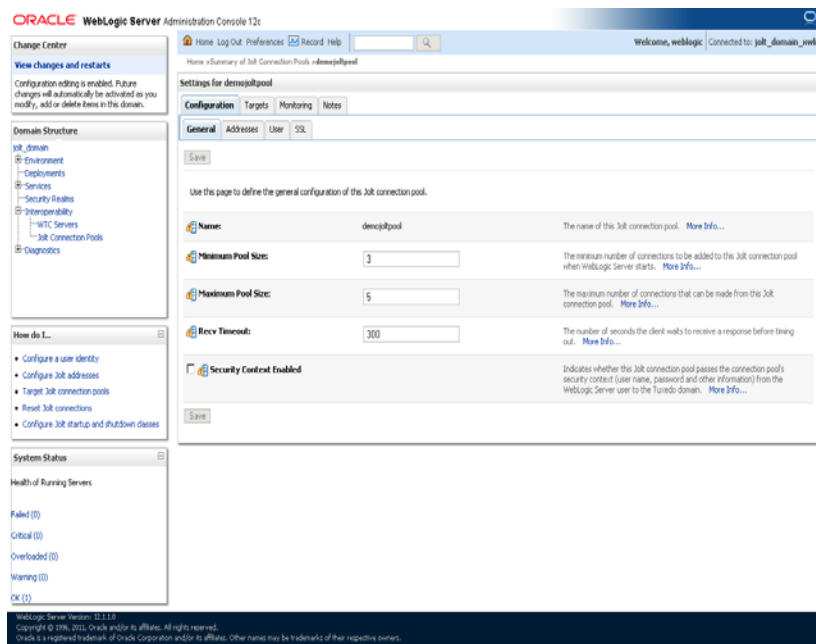 ORACLE WebLogic Server Administration Console 12c
Change Center
View changes and restarts
Configuration editing is enabled. Future
changes will automatically be activated as you
modify, add or delete items in this domain.
Domain Structure
jolt_domain
Environment
Deployments
Services
Security Realms
Interoperability
WTC Servers
Jolt Connection Pools
Diagnostics
How do I...
Configure a user identity
Configure Jolt addresses
Target Jolt connection pools
Reset Jolt connections
Configure Jolt startup and shutdown classes
System Status
Health of Running Servers
Failed (0)
Critical (0)
Overloaded (0)
Warning (0)
OK (1)
Home Log Out Preferences Record Help
Welcome, weblogic Connected to:
Home >Summary of Jolt Connection Pools >demojoltpool
Settings for demojoltpool
Configuration Targets Monitoring Notes
General Addresses User SSL
Save
Use this page to define the general configuration of this Jolt connection pool.
Name: demojoltpool The name of this Jolt connection pool. More Info...
Minimum Pool Size: 3 The minimum number of connections to be added to this Jolt connection pool
when WebLogic Server starts. More Info...
Maximum Pool Size: 5 The maximum number of connections that can be made from this Jolt
connection pool. More Info...
Recv Timeout: 300 The number of seconds the client waits to receive a response before timing
out. More Info...
Security Context Enabled Indicates whether this Jolt connection pool passes the connection pool's
security context (user name, password and other information) from the
WebLogic Server user to the Tuxedo domain. More Info...
Save
WebLogic Server Version: 12.1.1.0
Copyright © 1996, 2011, Oracle and/or its affiliates. All rights reserved.
Oracle is a registered trademark of Oracle Corporation and/or its affiliates. Other names may be trademarks of their respective owners.